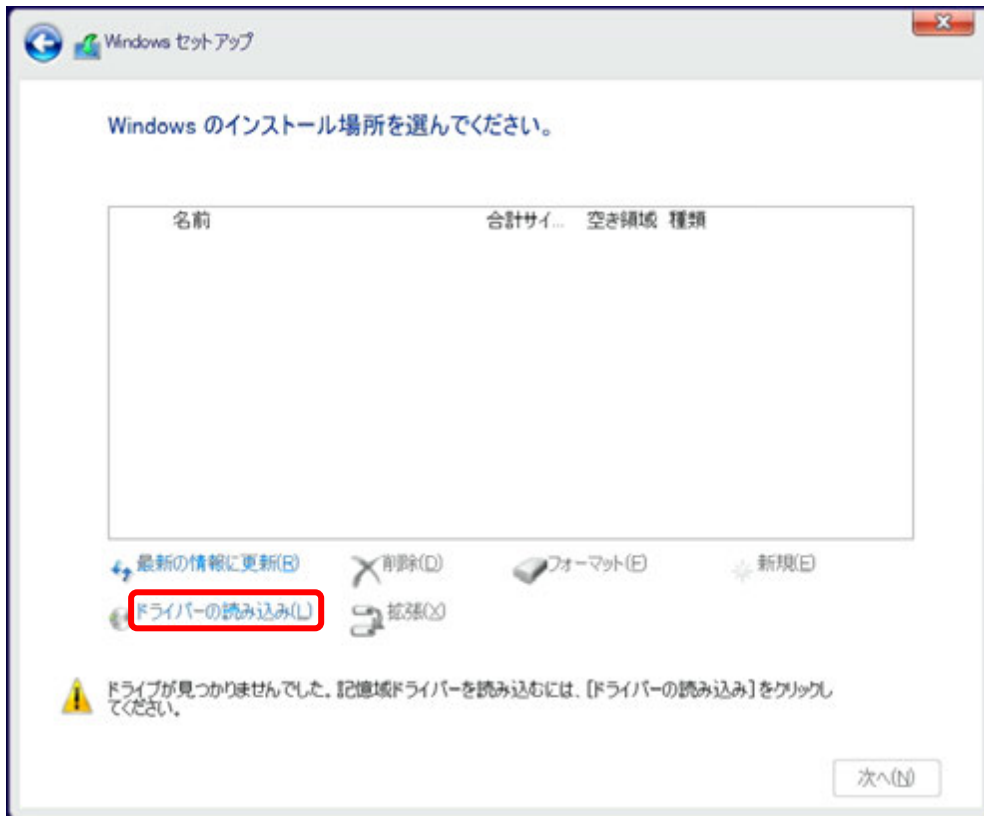 Windows セットアップ
Windows のインストール場所を選んでください。
名前 合計サイ... 空き領域 種類
最新の情報に更新(R) 削除(D) フォーマット(F) 新規(E)
ドライバーの読み込み(L) 拡張(X)
ドライブが見つかりませんでした。記憶域ドライバーを読み込むには、[ドライバーの読み込み] をクリックし
てください。
次へ(N)